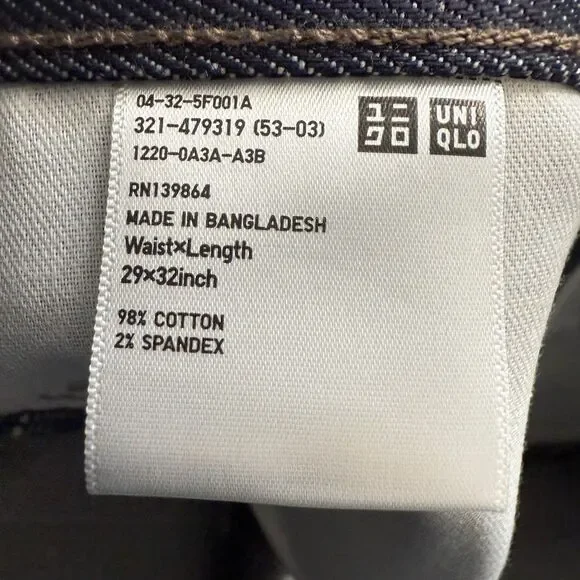 04-32-5F001A
321-479319 (53-03)
1220-0A3A-A3B
ユニ
クロ
UNI
QLO
RN139864
MADE IN BANGLADESH
Waist×Length
29×32inch
98% COTTON
2% SPANDEX